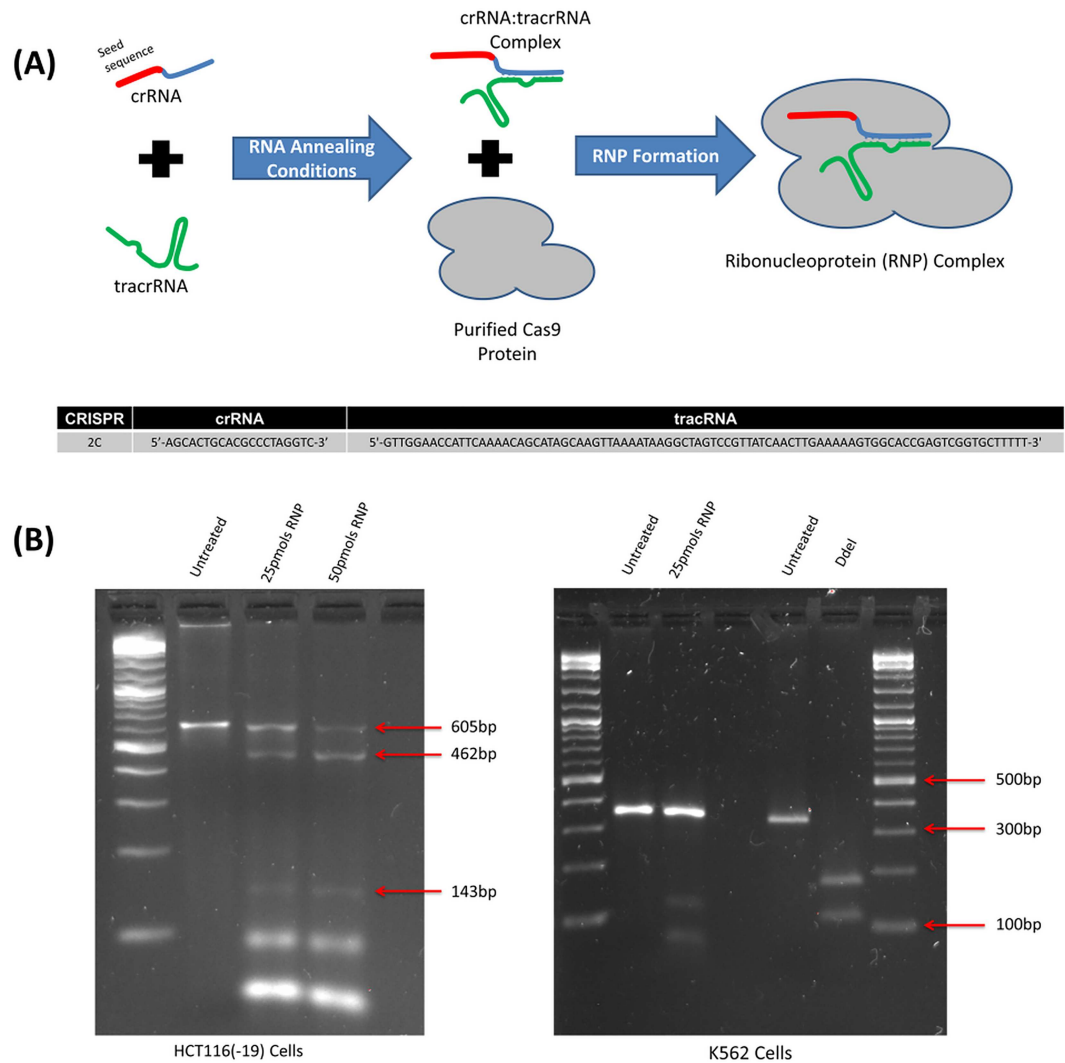 (A)
Seed
sequence
crRNA
tracrRNA
RNA Annealing
Conditions
crRNA:tracrRNA
Complex
Purified Cas9
Protein
RNP Formation
Ribonucleoprotein (RNP) Complex
CRISPR crRNA tracRNA
2C 5'-AGCACTGCACGCCCTAGGTC-3' 5'-GTTGGAACCATTCAAAACAGCATAGCAAGTTAAAATAAGGCTAGTCCGTTATCAACTTGAAAAAGTGGCACCGAGTCGGTGCTTTTT-3'
(B)
Untreated
25pmols RNP
50pmols RNP
605bp
462bp
143bp
HCT116(-19) Cells
Untreated
25pmols RNP
Untreated
DdeI
500bp
300bp
100bp
K562 Cells